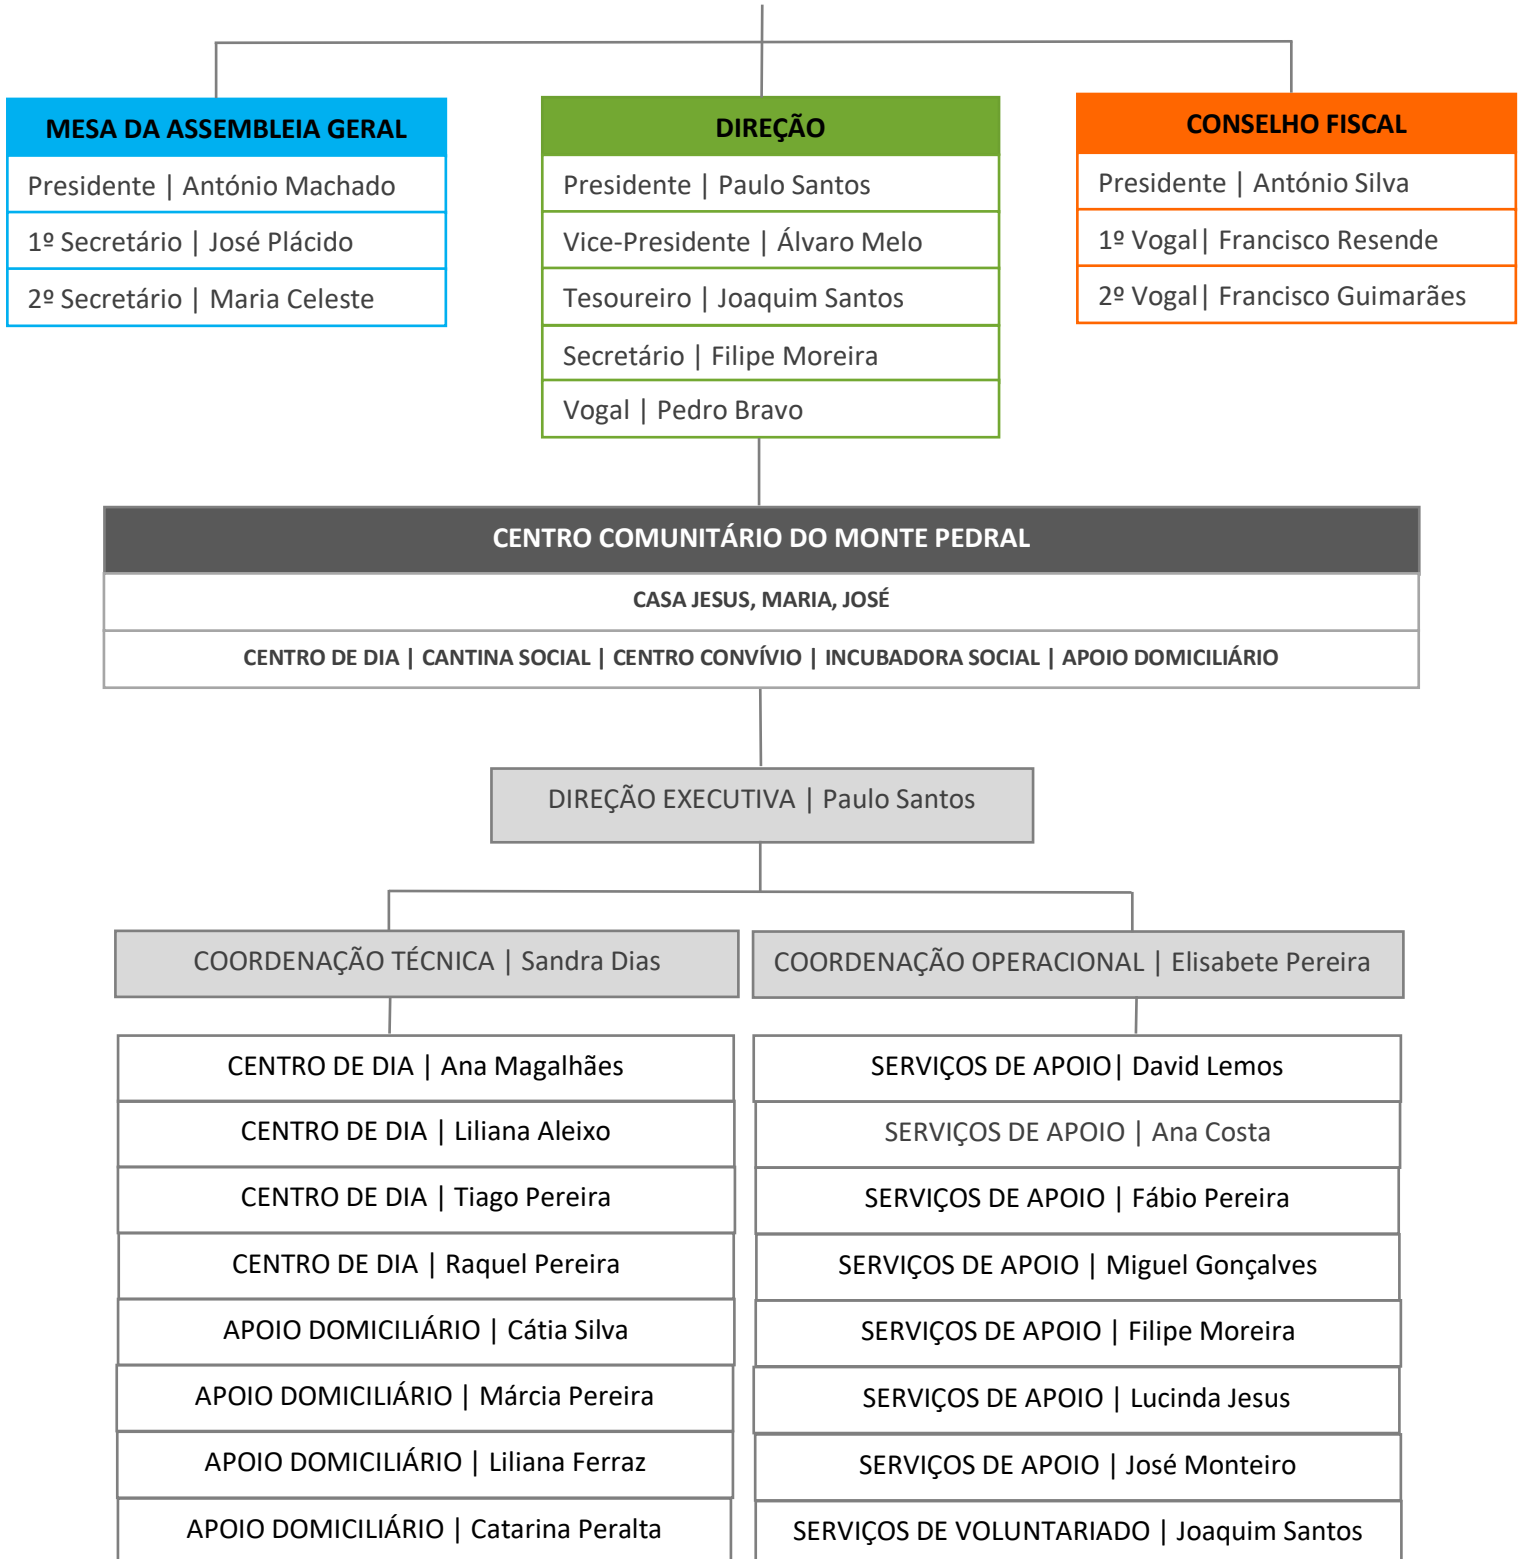 MESA DA ASSEMBLEIA GERAL
Presidente | António Machado
1º Secretário | José Plácido
2º Secretário | Maria Celeste
DIREÇÃO
Presidente | Paulo Santos
Vice-Presidente | Álvaro Melo
Tesoureiro | Joaquim Santos
Secretário | Filipe Moreira
Vogal | Pedro Bravo
CONSELHO FISCAL
Presidente | António Silva
1º Vogal| Francisco Resende
2º Vogal| Francisco Guimarães
CENTRO COMUNITÁRIO DO MONTE PEDRAL
CASA JESUS, MARIA, JOSÉ
CENTRO DE DIA | CANTINA SOCIAL | CENTRO CONVÍVIO | INCUBADORA SOCIAL | APOIO DOMICILIÁRIO
DIREÇÃO EXECUTIVA | Paulo Santos
COORDENAÇÃO TÉCNICA | Sandra Dias
CENTRO DE DIA | Ana Magalhães
CENTRO DE DIA | Liliana Aleixo
CENTRO DE DIA | Tiago Pereira
CENTRO DE DIA | Raquel Pereira
APOIO DOMICILIÁRIO | Cátia Silva
APOIO DOMICILIÁRIO | Márcia Pereira
APOIO DOMICILIÁRIO | Liliana Ferraz
APOIO DOMICILIÁRIO | Catarina Peralta
COORDENAÇÃO OPERACIONAL | Elisabete Pereira
SERVIÇOS DE APOIO| David Lemos
SERVIÇOS DE APOIO | Ana Costa
SERVIÇOS DE APOIO | Fábio Pereira
SERVIÇOS DE APOIO | Miguel Gonçalves
SERVIÇOS DE APOIO | Filipe Moreira
SERVIÇOS DE APOIO | Lucinda Jesus
SERVIÇOS DE APOIO | José Monteiro
SERVIÇOS DE VOLUNTARIADO | Joaquim Santos